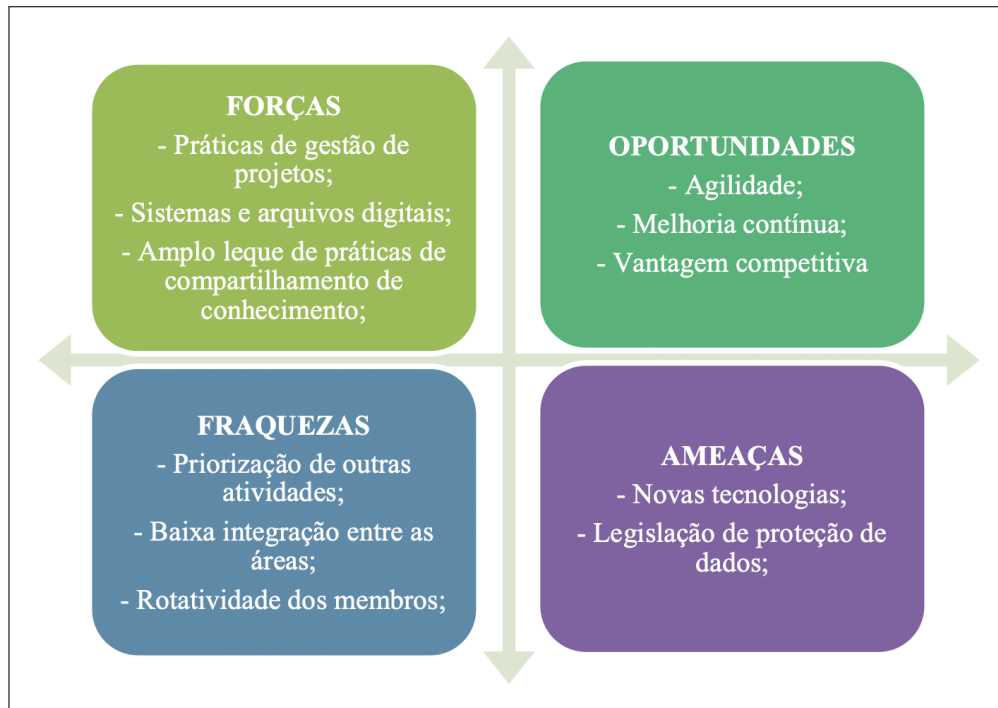 FORÇAS
- Práticas de gestão de
projetos;
- Sistemas e arquivos digitais;
- Amplo leque de práticas de
compartilhamento de
conhecimento;
OPORTUNIDADES
- Agilidade;
- Melhoria contínua;
- Vantagem competitiva
FRAQUEZAS
- Priorização de outras
atividades;
- Baixa integração entre as
áreas;
- Rotatividade dos membros;
AMEAÇAS
- Novas tecnologias;
- Legislação de proteção de
dados;